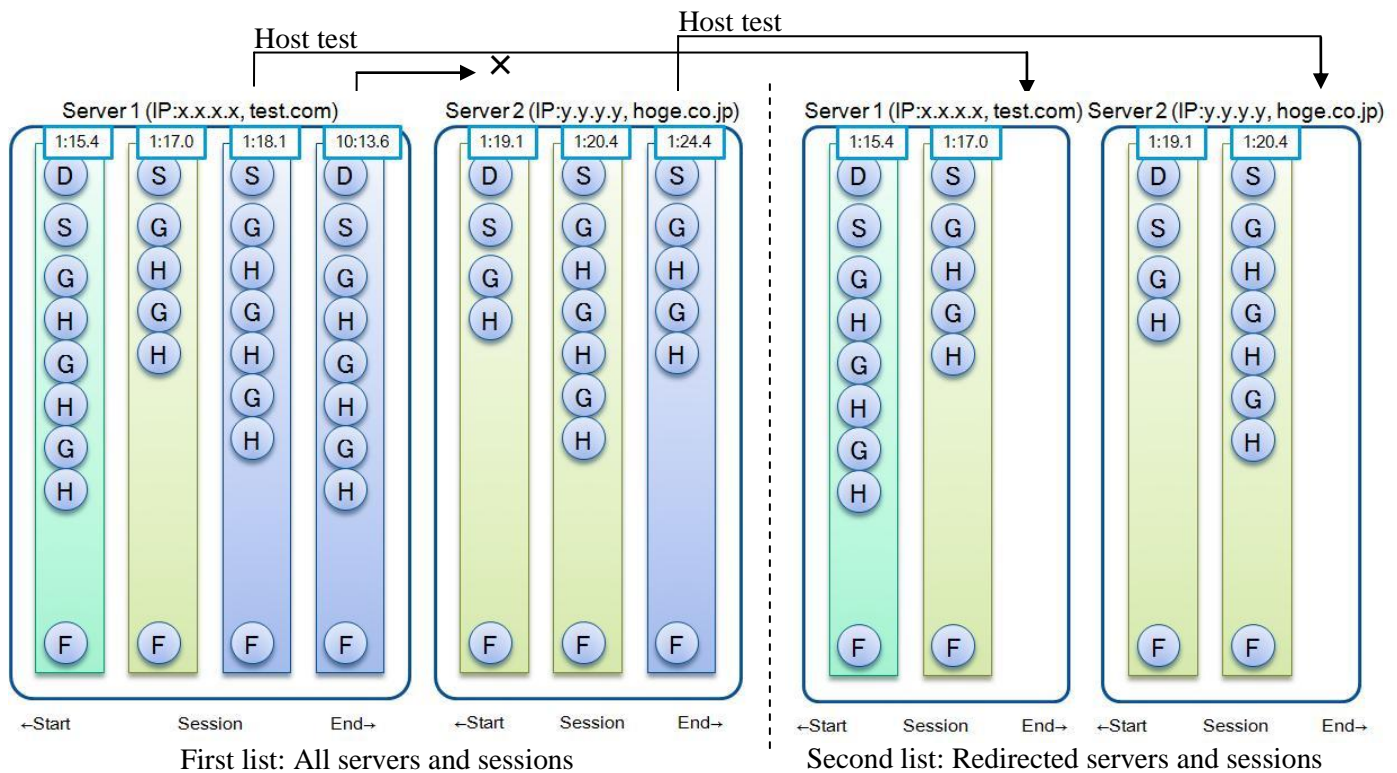 Host test
Host test
×
Server 1 (IP:x.x.x.x, test.com)
Server 2 (IP:y.y.y.y, hoge.co.jp)
Server 1 (IP:x.x.x.x, test.com)
Server 2 (IP:y.y.y.y, hoge.co.jp)
1:15.4
D
S
G
H
G
H
G
H
F
1:17.0
S
G
H
G
H
F
1:18.1
S
G
H
G
H
G
H
F
10:13.6
D
S
G
H
G
H
G
H
F
1:19.1
D
S
G
H
F
1:20.4
S
G
H
G
H
G
H
F
1:24.4
S
G
H
G
H
F
1:15.4
D
S
G
H
G
H
G
H
F
1:17.0
S
G
H
G
H
F
1:19.1
D
S
G
H
F
1:20.4
S
G
H
G
H
G
H
F
←Start Session End→
←Start Session End→
←Start Session End→
←Start Session End→
First list: All servers and sessions
Second list: Redirected servers and sessions